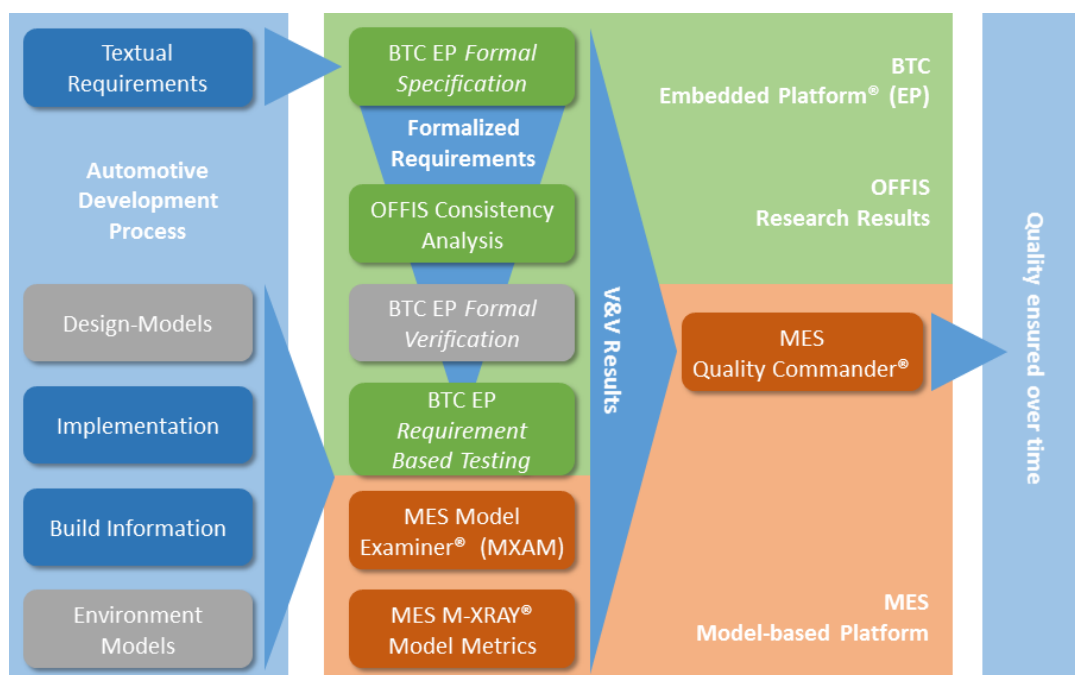 Textual
Requirements
Automotive
Development
Process
Design-Models
Implementation
Build Information
Environment
Models
BTC EP Formal
Specification
Formalized
Requirements
OFFIS Consistency
Analysis
BTC EP Formal
Verification
BTC EP
Requirement
Based Testing
MES Model
Examiner® (MXAM)
MES M-XRAY®
Model Metrics
V&V Results
BTC
Embedded Platform® (EP)
OFFIS
Research Results
MES
Quality Commander®
MES
Model-based Platform
Quality ensured over time